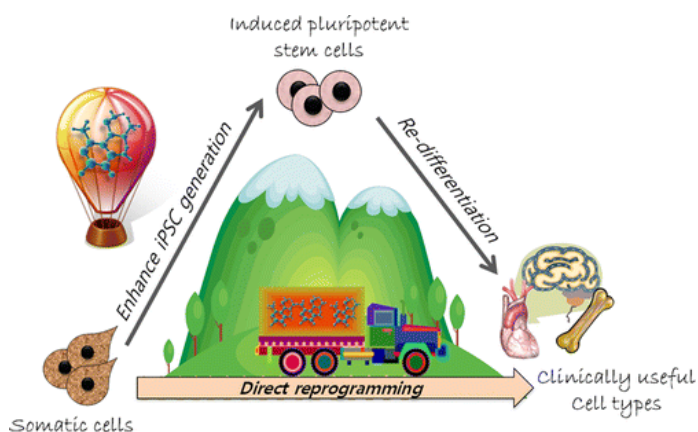 Induced pluripotent
stem cells
Enhance iPSC generation
Re-differentiation
Direct reprogramming
Somatic cells
Clinically useful
Cell types